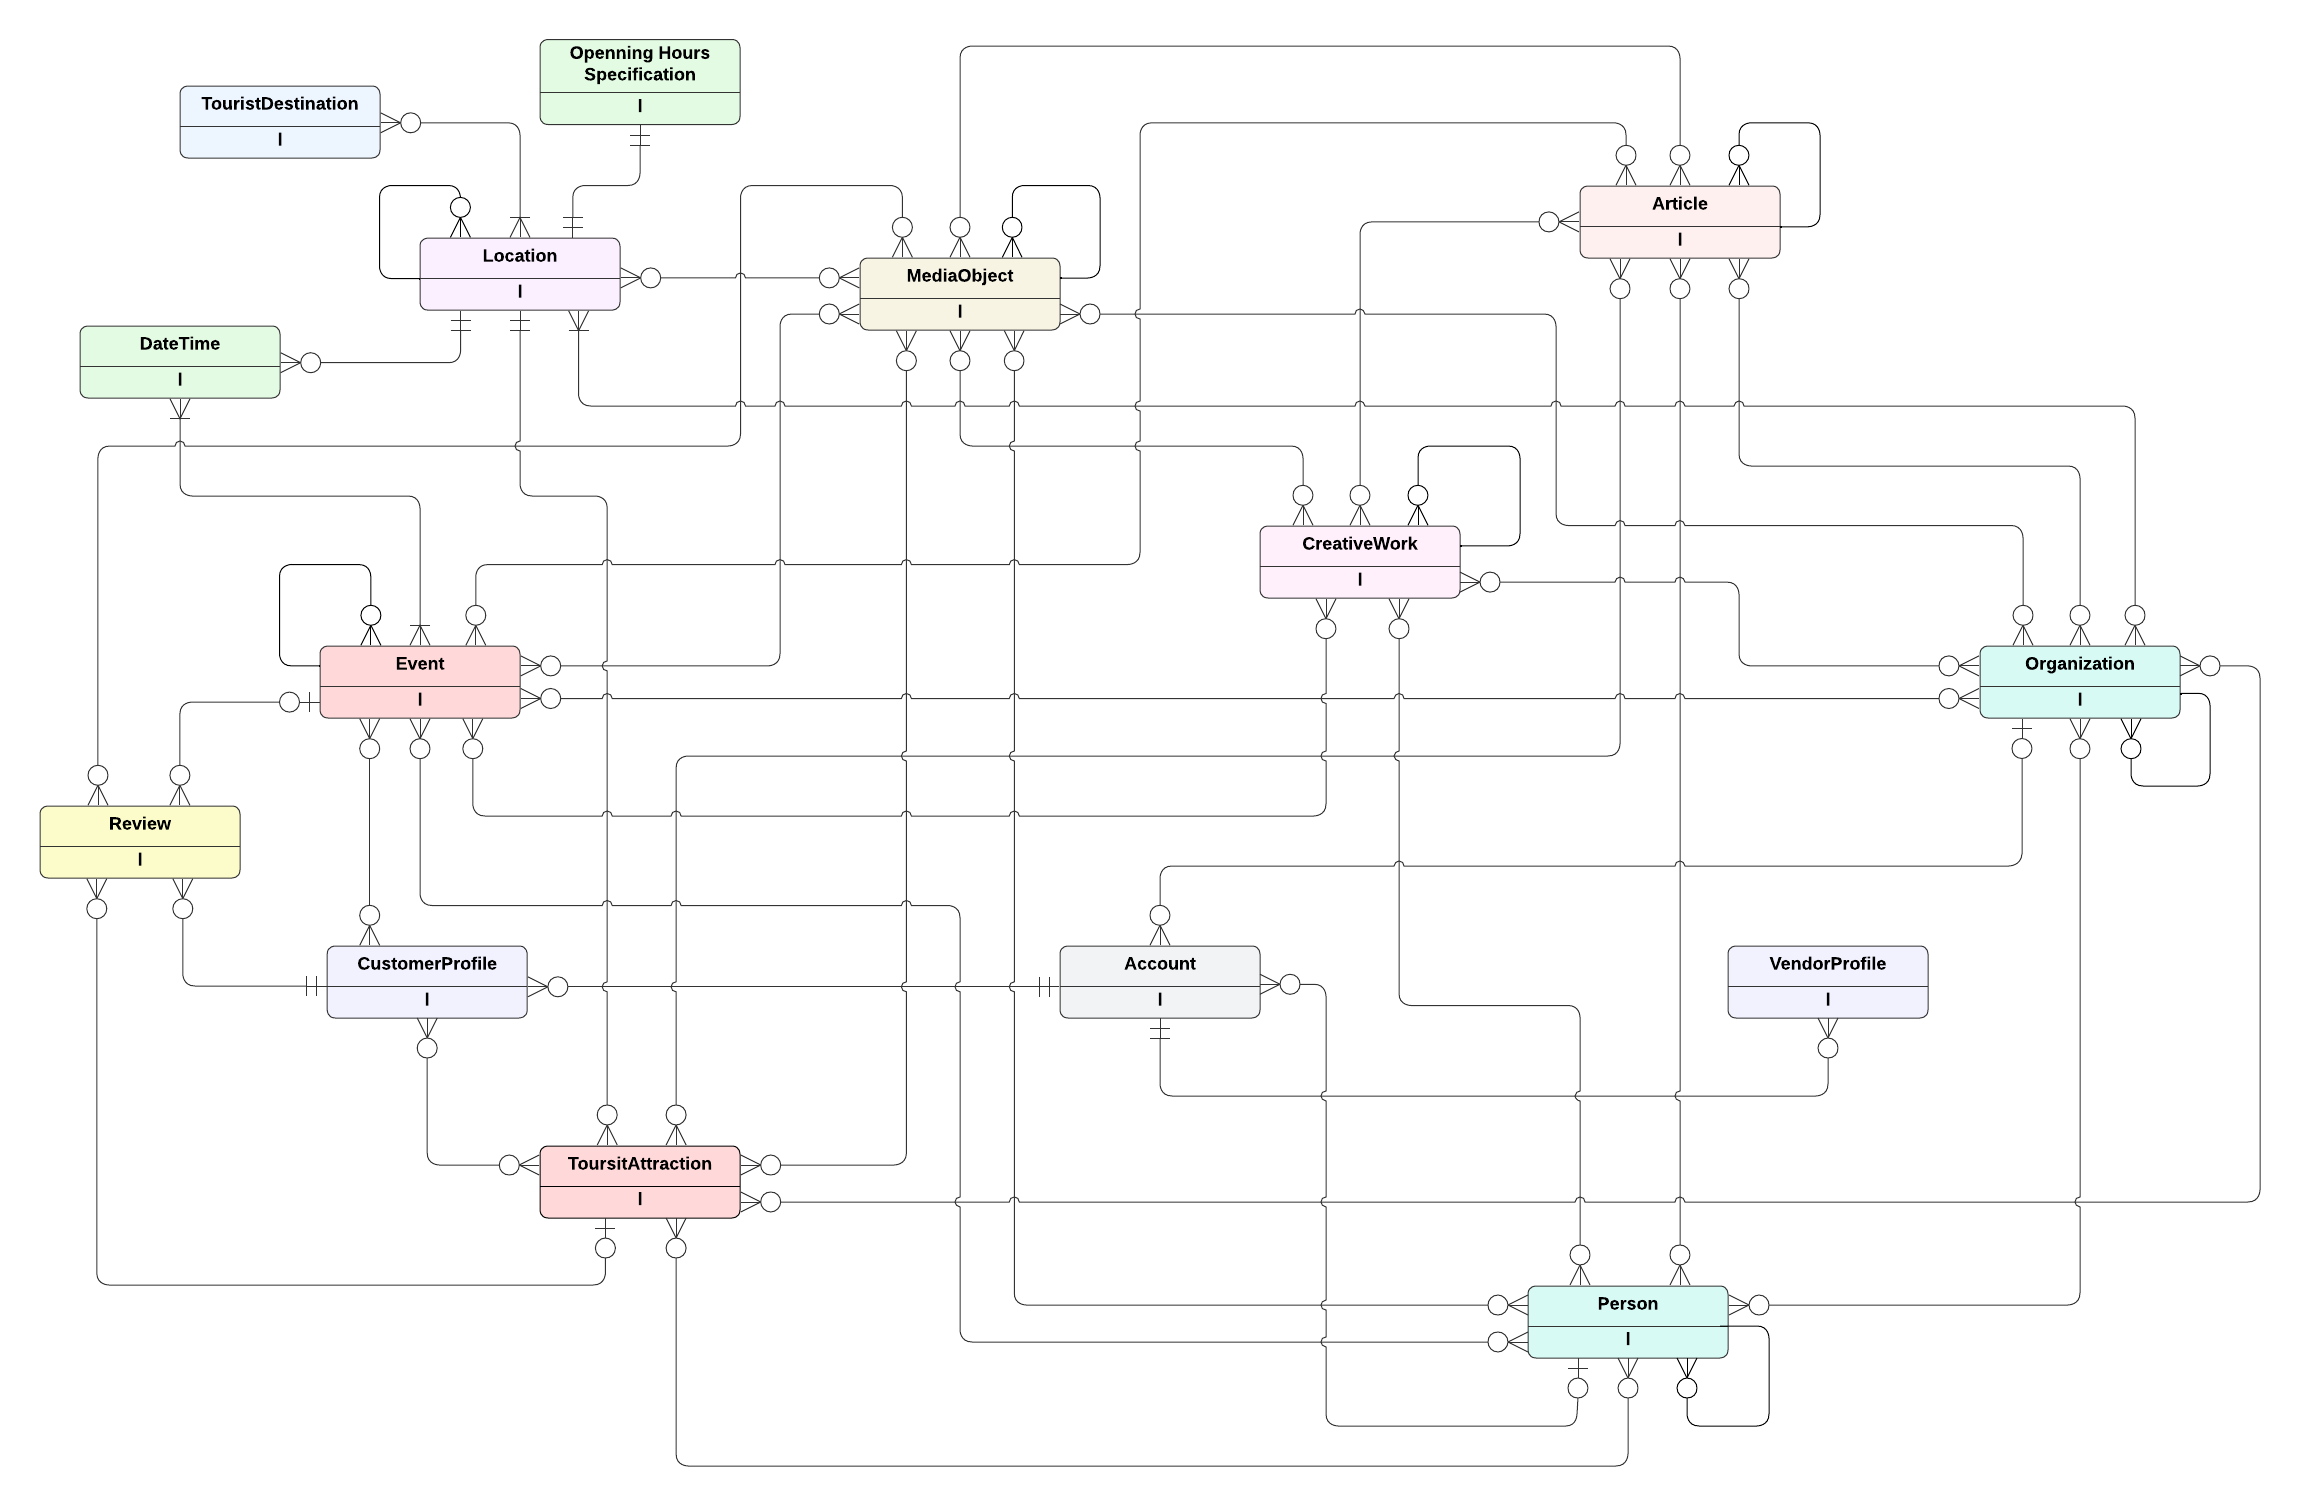 Openning Hours
Specification
I
TouristDestination
I
Article
I
Location
I
MediaObject
I
DateTime
I
CreativeWork
I
Event
I
Organization
I
Review
I
CustomerProfile
I
Account
I
VendorProfile
I
ToursitAttraction
I
Person
I